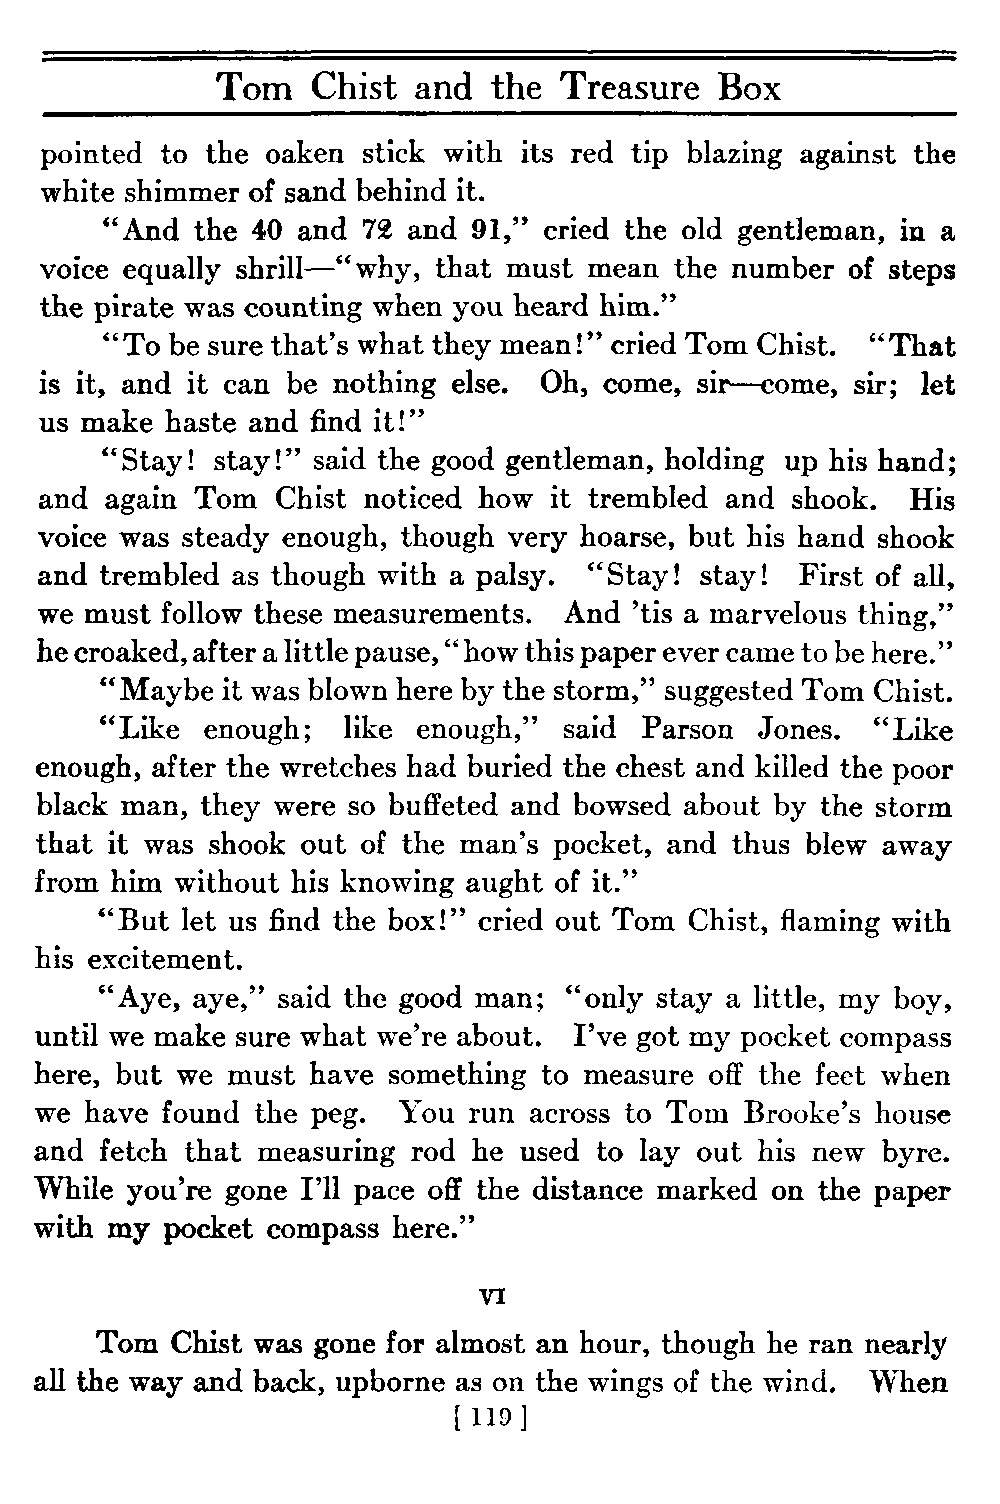 Tom Chist and the Treasure Box
pointed to the oaken stick with its red tip blazing against the
white shimmer of sand behind it.
“And the 40 and 72 and 91,” cried the old gentleman, in a
voice equally shrill—“why, that must mean the number of steps
the pirate was counting when you heard him.”
“To be sure that’s what they mean!” cried Tom Chist. “That
is it, and it can be nothing else. Oh, come, sir—come, sir; let
us make haste and find it!”
“Stay! stay!” said the good gentleman, holding up his hand;
and again Tom Chist noticed how it trembled and shook. His
voice was steady enough, though very hoarse, but his hand shook
and trembled as though with a palsy. “Stay! stay! First of all,
we must follow these measurements. And ’tis a marvelous thing,”
he croaked, after a little pause, “how this paper ever came to be here.”
“Maybe it was blown here by the storm,” suggested Tom Chist.
“Like enough; like enough,” said Parson Jones. “Like
enough, after the wretches had buried the chest and killed the poor
black man, they were so buffeted and bowsed about by the storm
that it was shook out of the man’s pocket, and thus blew away
from him without his knowing aught of it.”
“But let us find the box!” cried out Tom Chist, flaming with
his excitement.
“Aye, aye,” said the good man; “only stay a little, my boy,
until we make sure what we’re about. I’ve got my pocket compass
here, but we must have something to measure off the feet when
we have found the peg. You run across to Tom Brooke’s house
and fetch that measuring rod he used to lay out his new byre.
While you’re gone I’ll pace off the distance marked on the paper
with my pocket compass here.”
VI
Tom Chist was gone for almost an hour, though he ran nearly
all the way and back, upborne as on the wings of the wind. When
[ 119 ]